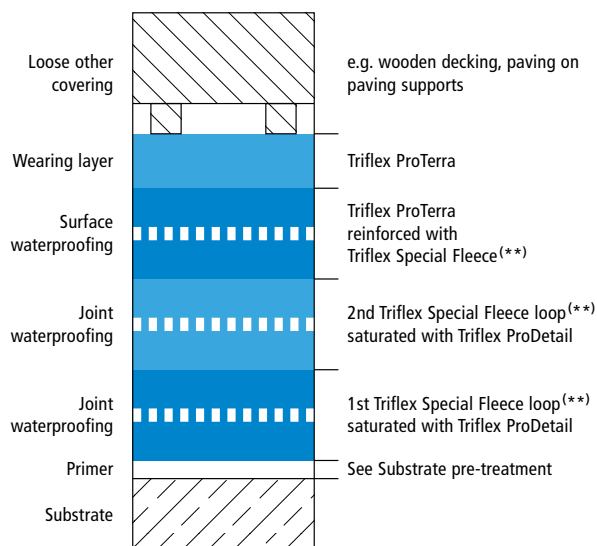 Loose other
covering
e.g. wooden decking, paving on
paving supports
Wearing layer
Triflex ProTerra
Surface
waterproofing
Triflex ProTerra
reinforced with
Triflex Special Fleece(**)
Joint
waterproofing
2nd Triflex Special Fleece loop(**)
saturated with Triflex ProDetail
Joint
waterproofing
1st Triflex Special Fleece loop(**)
saturated with Triflex ProDetail
Primer
See Substrate pre-treatment
Substrate